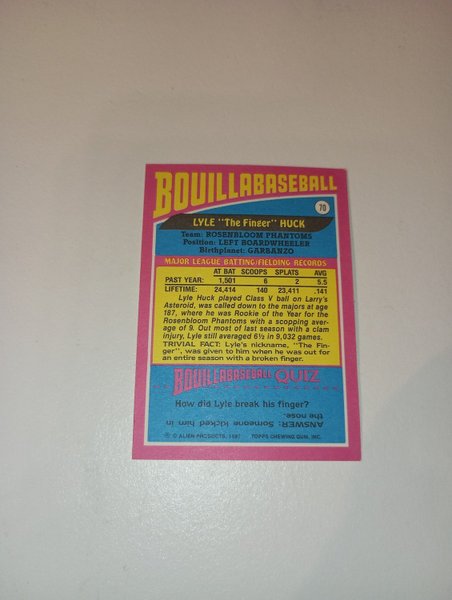 BOUILLABASEBALL
70
LYLE "The Finger" HUCK
Team: ROSENBLOOM PHANTOMS
Position: LEFT BOARDWHEELER
Birthplanet: GARBANZO
MAJOR LEAGUE BATTING/FIELDING RECORDS
AT BAT SCOOPS SPLATS AVG
PAST YEAR: 1,501 6 2 5.5
LIFETIME: 24,414 140 23,411 .141
Lyle Huck played Class V ball on Larry's
Asteroid, was called down to the majors at age
187, where he was Rookie of the Year for the
Rosenbloom Phantoms with a scopping aver-
age of 9. Out most of last season with a clam
injury, Lyle still averaged 6½ in 9,032 games.
TRIVIAL FACT: Lyle's nickname, "The Fin-
ger", was given to him when he was out for
an entire season with a broken finger.
BOUILLABASEBALL QUIZ
How did Lyle break his finger?
ANSWER: Someone kicked him in
the nose.
© ALIEN PRODUCTS, 1987 TOPPS CHEWING GUM, INC.